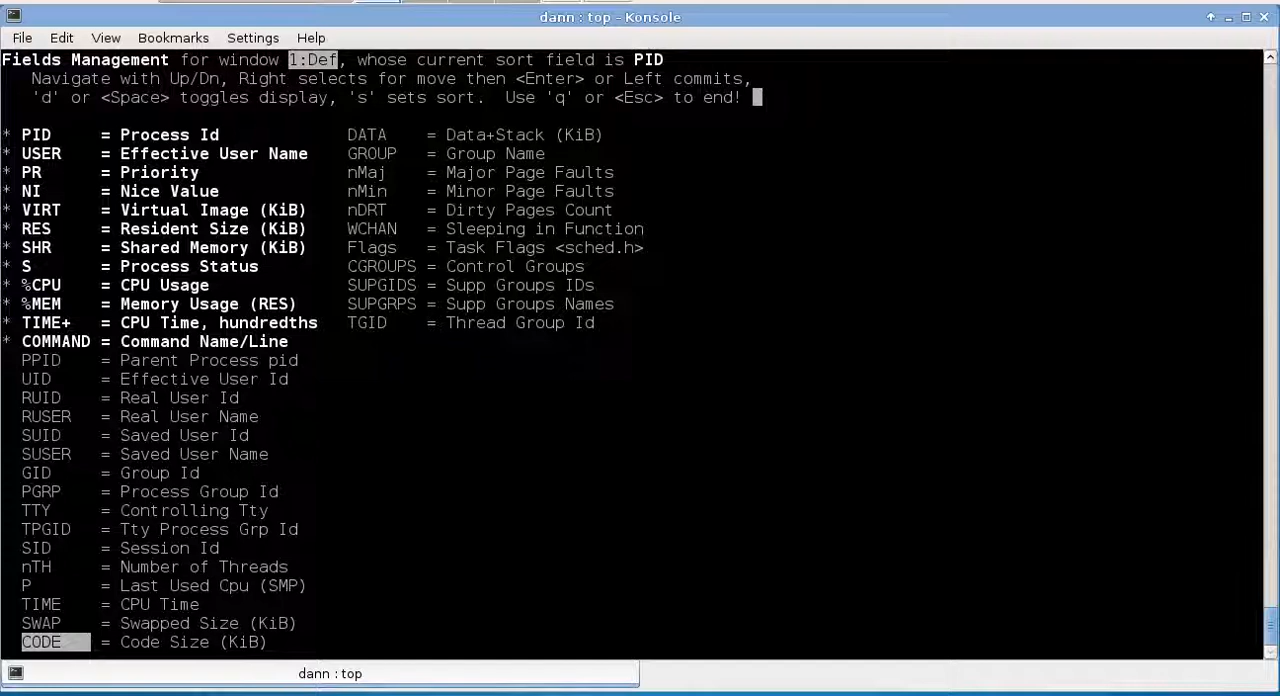 dann : top - Konsole
File Edit View Bookmarks Settings Help
Fields Management for window 1:Def, whose current sort field is PID
Navigate with Up/Dn, Right selects for move then <Enter> or Left commits,
'd' or <Space> toggles display, 's' sets sort. Use 'q' or <Esc> to end!
* PID = Process Id DATA = Data+Stack (KiB)
* USER = Effective User Name GROUP = Group Name
* PR = Priority nMaj = Major Page Faults
* NI = Nice Value nMin = Minor Page Faults
* VIRT = Virtual Image (KiB) nDRT = Dirty Pages Count
* RES = Resident Size (KiB) WCHAN = Sleeping in Function
* SHR = Shared Memory (KiB) Flags = Task Flags <sched.h>
* S = Process Status CGROUPS = Control Groups
* %CPU = CPU Usage SUPGIDS = Supp Groups IDs
* %MEM = Memory Usage (RES) SUPGRPS = Supp Groups Names
* TIME+ = CPU Time, hundredths TGID = Thread Group Id
* COMMAND = Command Name/Line
PPID = Parent Process pid
UID = Effective User Id
RUID = Real User Id
RUSER = Real User Name
SUID = Saved User Id
SUSER = Saved User Name
GID = Group Id
PGRP = Process Group Id
TTY = Controlling Tty
TPGID = Tty Process Grp Id
SID = Session Id
nTH = Number of Threads
P = Last Used Cpu (SMP)
TIME = CPU Time
SWAP = Swapped Size (KiB)
CODE = Code Size (KiB)
dann : top